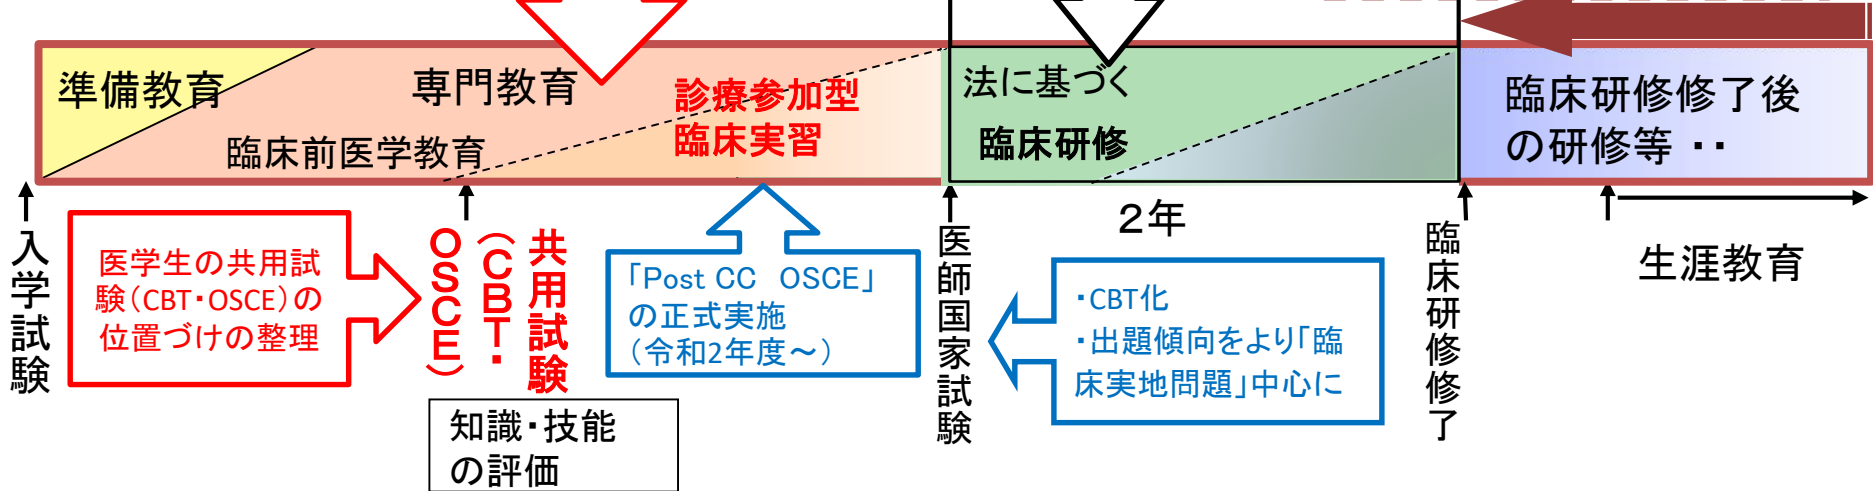 準備教育
専門教育
臨床前医学教育
診療参加型
臨床実習
法に基づく
臨床研修
臨床研修修了後
の研修等 ・・
入学試験
医学生の共用試
験（CBT・OSCE）の
位置づけの整理
共用試験
（CBT・
OSCE）
知識・技能
の評価
「Post CC　OSCE」
の正式実施
（令和2年度～）
医師国家試験
２年
・CBT化
・出題傾向をより「臨
床実地問題」中心に
臨床研修修了
生涯教育